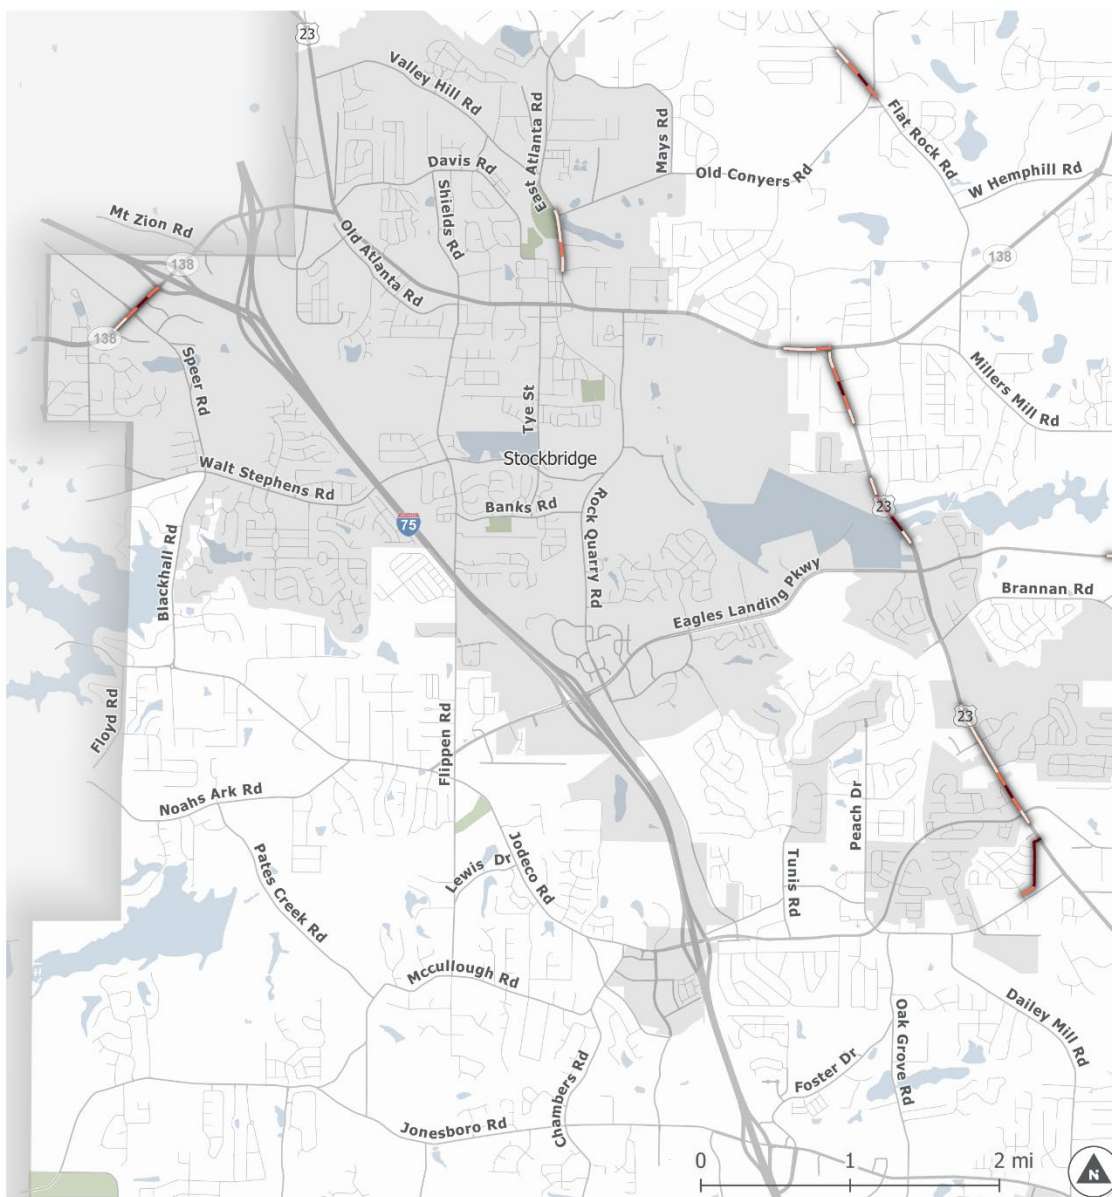 23
Valley Hill Rd
East Atlanta Rd
Mays Rd
Flat Rock Rd
Davis Rd
Shields Rd
Old Conyers Rd
W Hemphill Rd
Mt Zion Rd
Old Atlanta Rd
138
138
138
Speer Rd
Millers Mill Rd
Tye St
Walt Stephens Rd
Stockbridge
Banks Rd
Rock Quarry Rd
23
75
Blackhall Rd
Eagles Landing Pkwy
Brannan Rd
Floyd Rd
Flippen Rd
23
Noahs Ark Rd
Peach Dr
Jodeco Rd
Lewis Dr
Tunis Rd
Pates Creek Rd
Mccullough Rd
Oak Grove Rd
Dailey Mill Rd
Chambers Rd
Foster Dr
Jonesboro Rd
0 1 2 mi
N